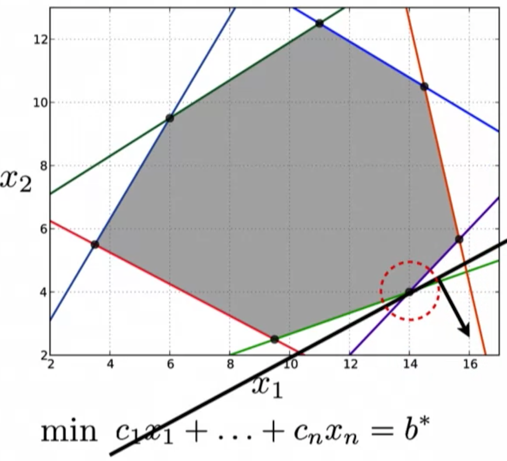 12
10
8
6
4
2
x₂
2 4 6 8 10 12 14 16
x₁
min c₁x₁ + … + cₙxₙ = b*